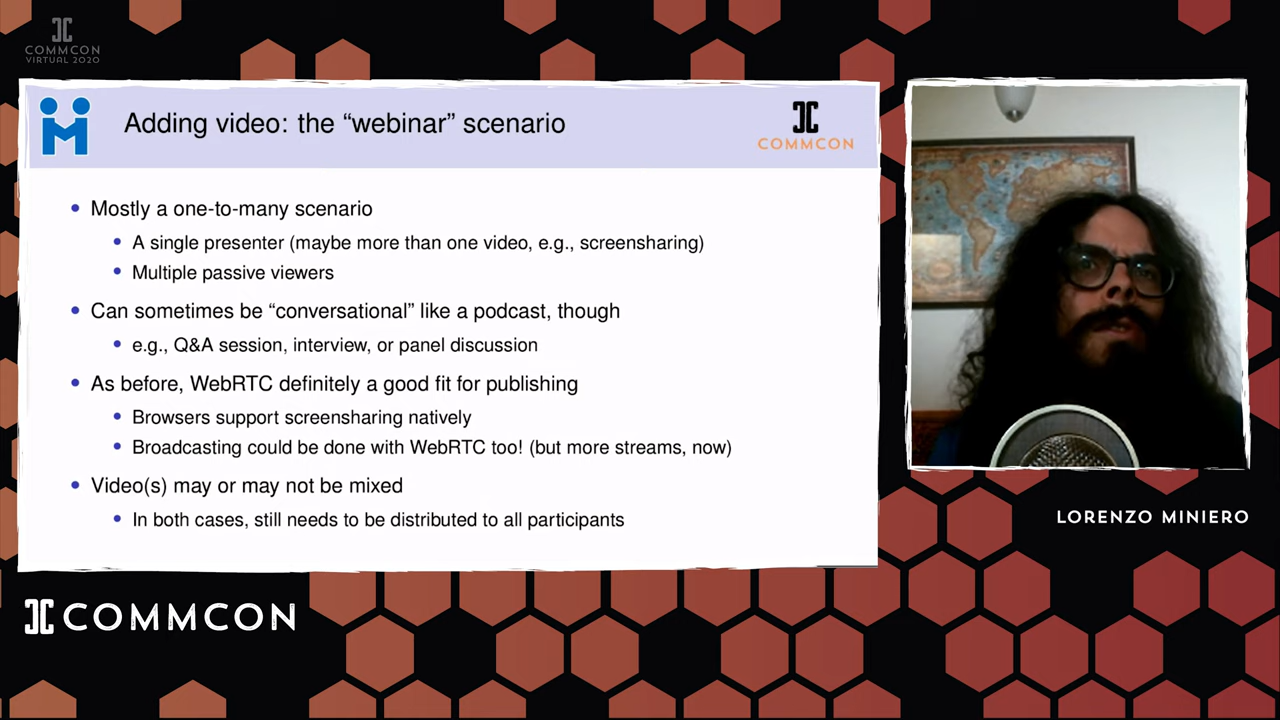 COMMCON
VIRTUAL 2020
Adding video: the “webinar” scenario
COMMCON
Mostly a one-to-many scenario
A single presenter (maybe more than one video, e.g., screensharing)
Multiple passive viewers
Can sometimes be “conversational” like a podcast, though
e.g., Q&A session, interview, or panel discussion
As before, WebRTC definitely a good fit for publishing
Browsers support screensharing natively
Broadcasting could be done with WebRTC too! (but more streams, now)
Video(s) may or may not be mixed
In both cases, still needs to be distributed to all participants
LORENZO MINIERO
COMMCON